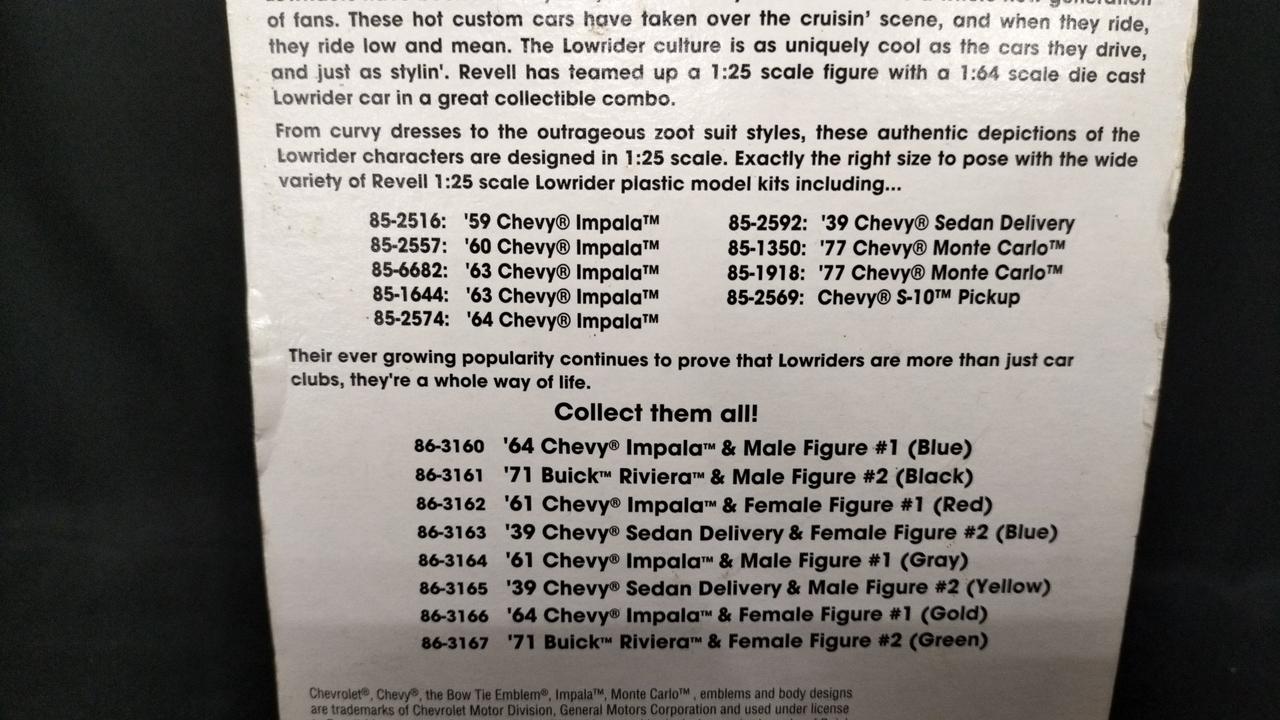 generation
of fans. These hot custom cars have taken over the cruisin' scene, and when they ride,
they ride low and mean. The Lowrider culture is as uniquely cool as the cars they drive,
and just as stylin'. Revell has teamed up a 1:25 scale figure with a 1:64 scale die cast
Lowrider car in a great collectible combo.
From curvy dresses to the outrageous zoot suit styles, these authentic depictions of the
Lowrider characters are designed in 1:25 scale. Exactly the right size to pose with the wide
variety of Revell 1:25 scale Lowrider plastic model kits including...
85-2516: '59 Chevy® Impala™
85-2557: '60 Chevy® Impala™
85-6682: '63 Chevy® Impala™
85-1644: '63 Chevy® Impala™
85-2574: '64 Chevy® Impala™
85-2592: '39 Chevy® Sedan Delivery
85-1350: '77 Chevy® Monte Carlo™
85-1918: '77 Chevy® Monte Carlo™
85-2569: Chevy® S-10™ Pickup
Their ever growing popularity continues to prove that Lowriders are more than just car
clubs, they're a whole way of life.
Collect them all!
86-3160 '64 Chevy® Impala™ & Male Figure #1 (Blue)
86-3161 '71 Buick™ Riviera™ & Male Figure #2 (Black)
86-3162 '61 Chevy® Impala™ & Female Figure #1 (Red)
86-3163 '39 Chevy® Sedan Delivery & Female Figure #2 (Blue)
86-3164 '61 Chevy® Impala™ & Male Figure #1 (Gray)
86-3165 '39 Chevy® Sedan Delivery & Male Figure #2 (Yellow)
86-3166 '64 Chevy® Impala™ & Female Figure #1 (Gold)
86-3167 '71 Buick™ Riviera™ & Female Figure #2 (Green)
Chevrolet®, Chevy®, the Bow Tie Emblem®, Impala™, Monte Carlo™ , emblems and body designs
are trademarks of Chevrolet Motor Division, General Motors Corporation and used under license